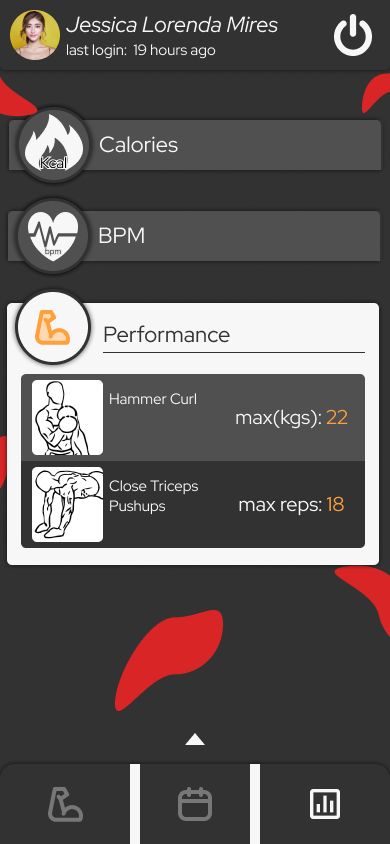 Jessica Lorenda Mires
last login: 19 hours ago
Kcal
Calories
bpm
BPM
Performance
Hammer Curl
max(kgs): 22
Close Triceps
Pushups
max reps: 18